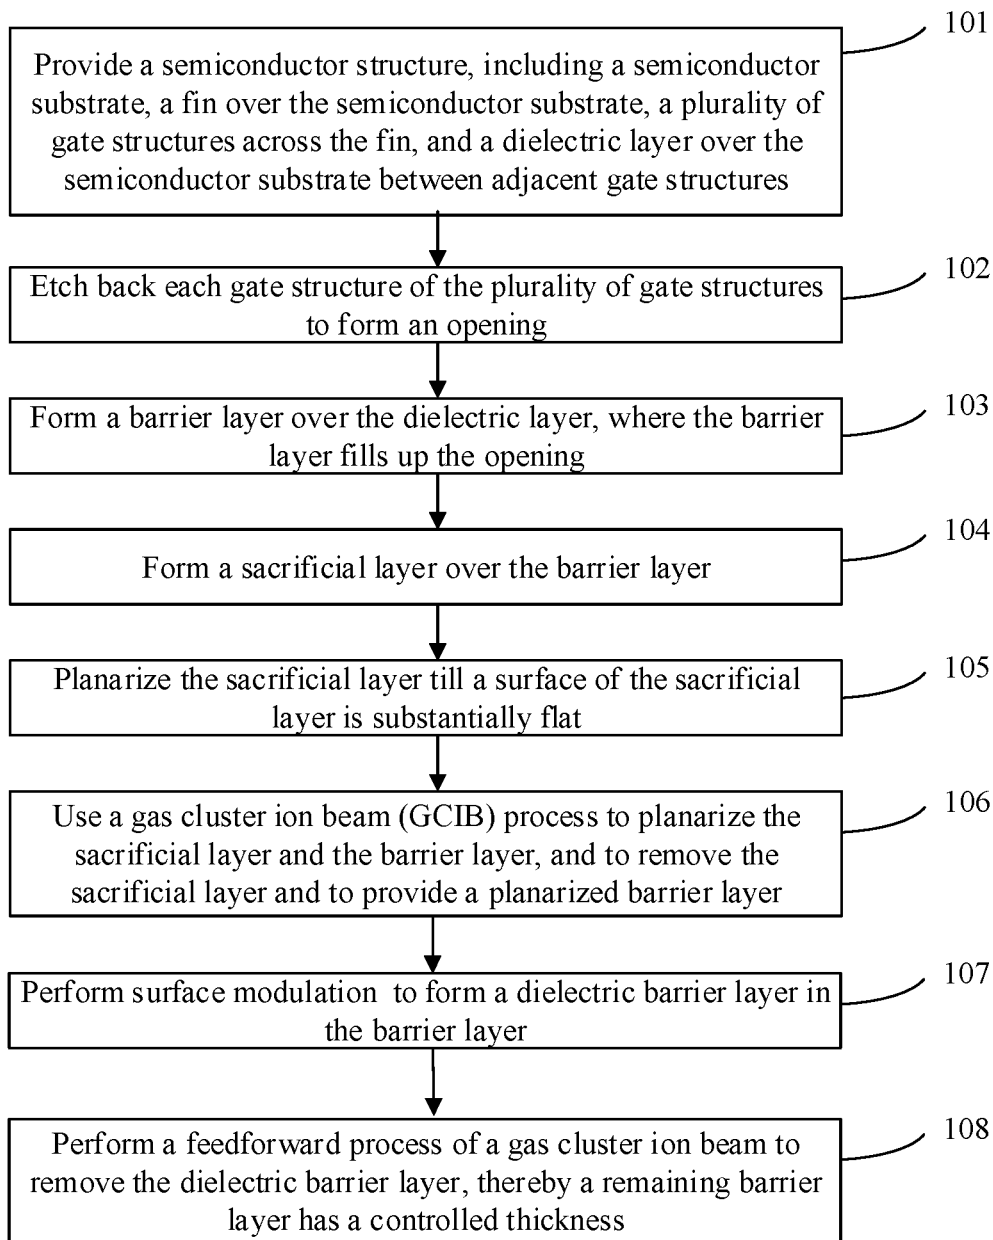 101
Provide a semiconductor structure, including a semiconductor
substrate, a fin over the semiconductor substrate, a plurality of
gate structures across the fin, and a dielectric layer over the
semiconductor substrate between adjacent gate structures
102
Etch back each gate structure of the plurality of gate structures
to form an opening
103
Form a barrier layer over the dielectric layer, where the barrier
layer fills up the opening
104
Form a sacrificial layer over the barrier layer
105
Planarize the sacrificial layer till a surface of the sacrificial
layer is substantially flat
106
Use a gas cluster ion beam (GCIB) process to planarize the
sacrificial layer and the barrier layer, and to remove the
sacrificial layer and to provide a planarized barrier layer
107
Perform surface modulation to form a dielectric barrier layer in
the barrier layer
108
Perform a feedforward process of a gas cluster ion beam to
remove the dielectric barrier layer, thereby a remaining barrier
layer has a controlled thickness